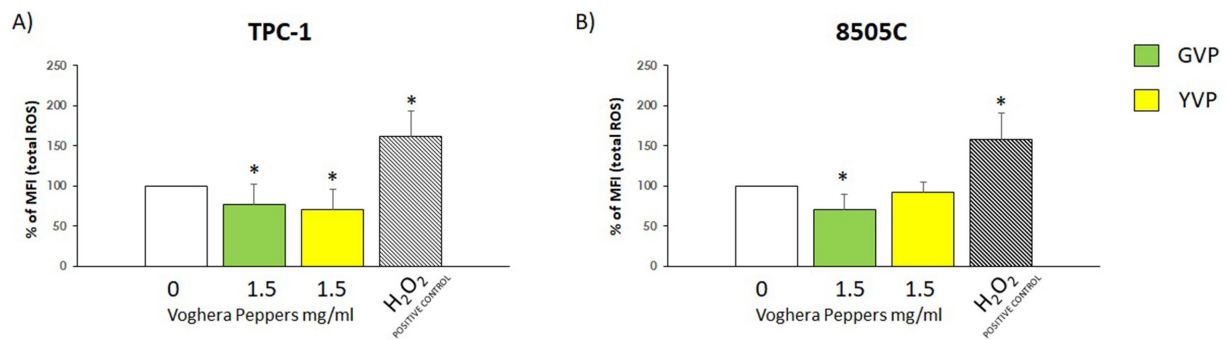 A)
TPC-1
% of MFI (total ROS)
250
200
150
100
50
0
*
*
*
0
1.5
1.5
H₂O₂
POSITIVE CONTROL
Voghera Peppers mg/ml
B)
8505C
% of MFI (total ROS)
250
200
150
100
50
0
*
*
0
1.5
1.5
H₂O₂
POSITIVE CONTROL
Voghera Peppers mg/ml
GVP
YVP